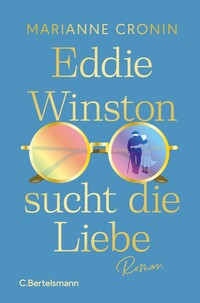 MARIANNE CRONIN
Eddie
Winston
sucht die
Liebe
Roman
C.Bertelsmann